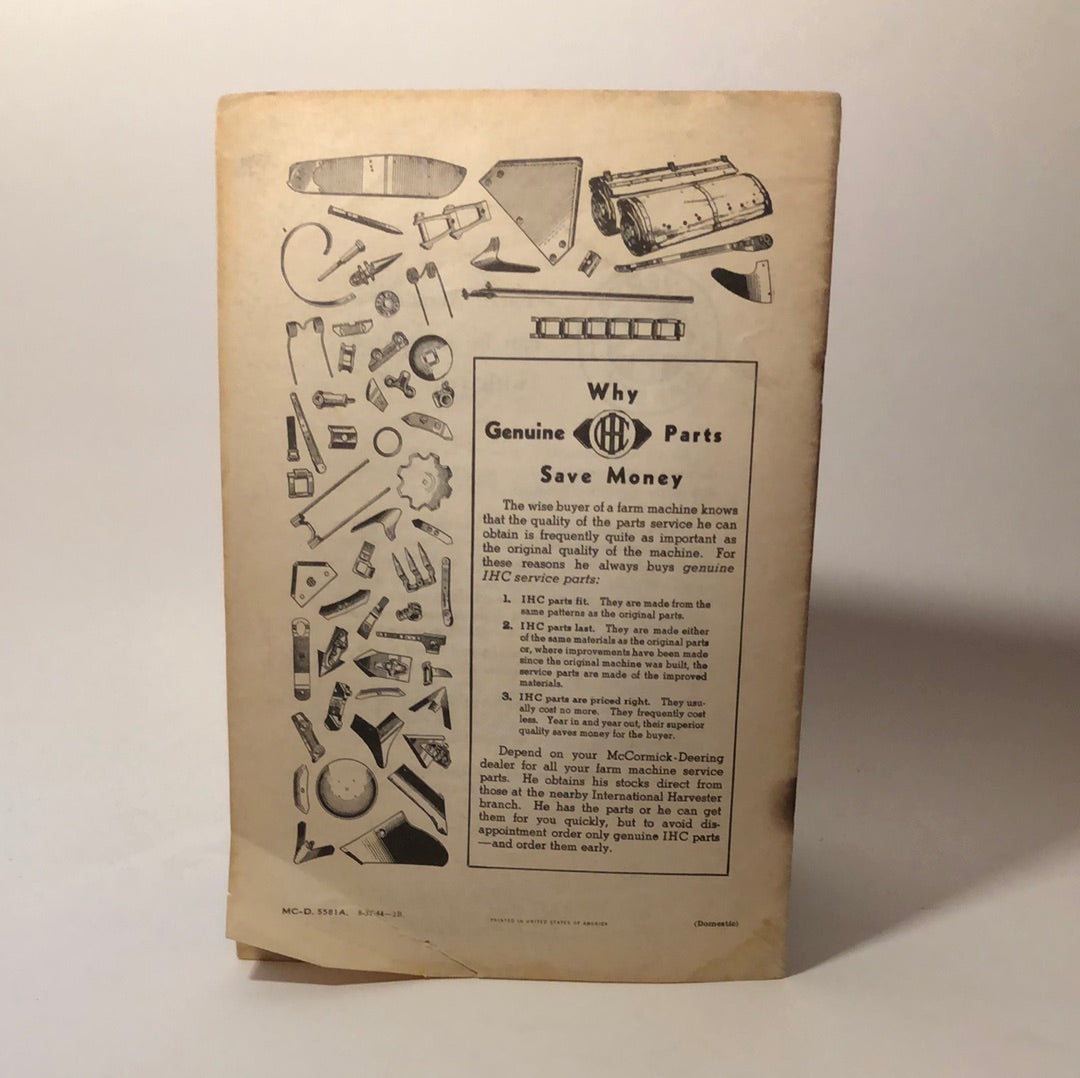 Why
Genuine IHC Parts
Save Money
The wise buyer of a farm machine knows
that the quality of the parts service he can
obtain is frequently quite as important as
the original quality of the machine. For
these reasons he always buys genuine
IHC service parts:
1. IHC parts fit. They are made from the
same patterns as the original parts.
2. IHC parts last. They are made either
of the same materials as the original parts
or, where improvements have been made
since the original machine was built, the
service parts are made of the improved
materials.
3. IHC parts are priced right. They usu-
ally cost no more. They frequently cost
less. Year in and year out, their superior
quality saves money for the buyer.
Depend on your McCormick-Deering
dealer for all your farm machine service
parts. He obtains his stocks direct from
those at the nearby International Harvester
branch. He has the parts or he can get
them for you quickly, but to avoid dis-
appointment order only genuine IHC parts
—and order them early.
MC-D. 5581A.
PRINTED IN UNITED STATES OF AMERICA
(Domestic)